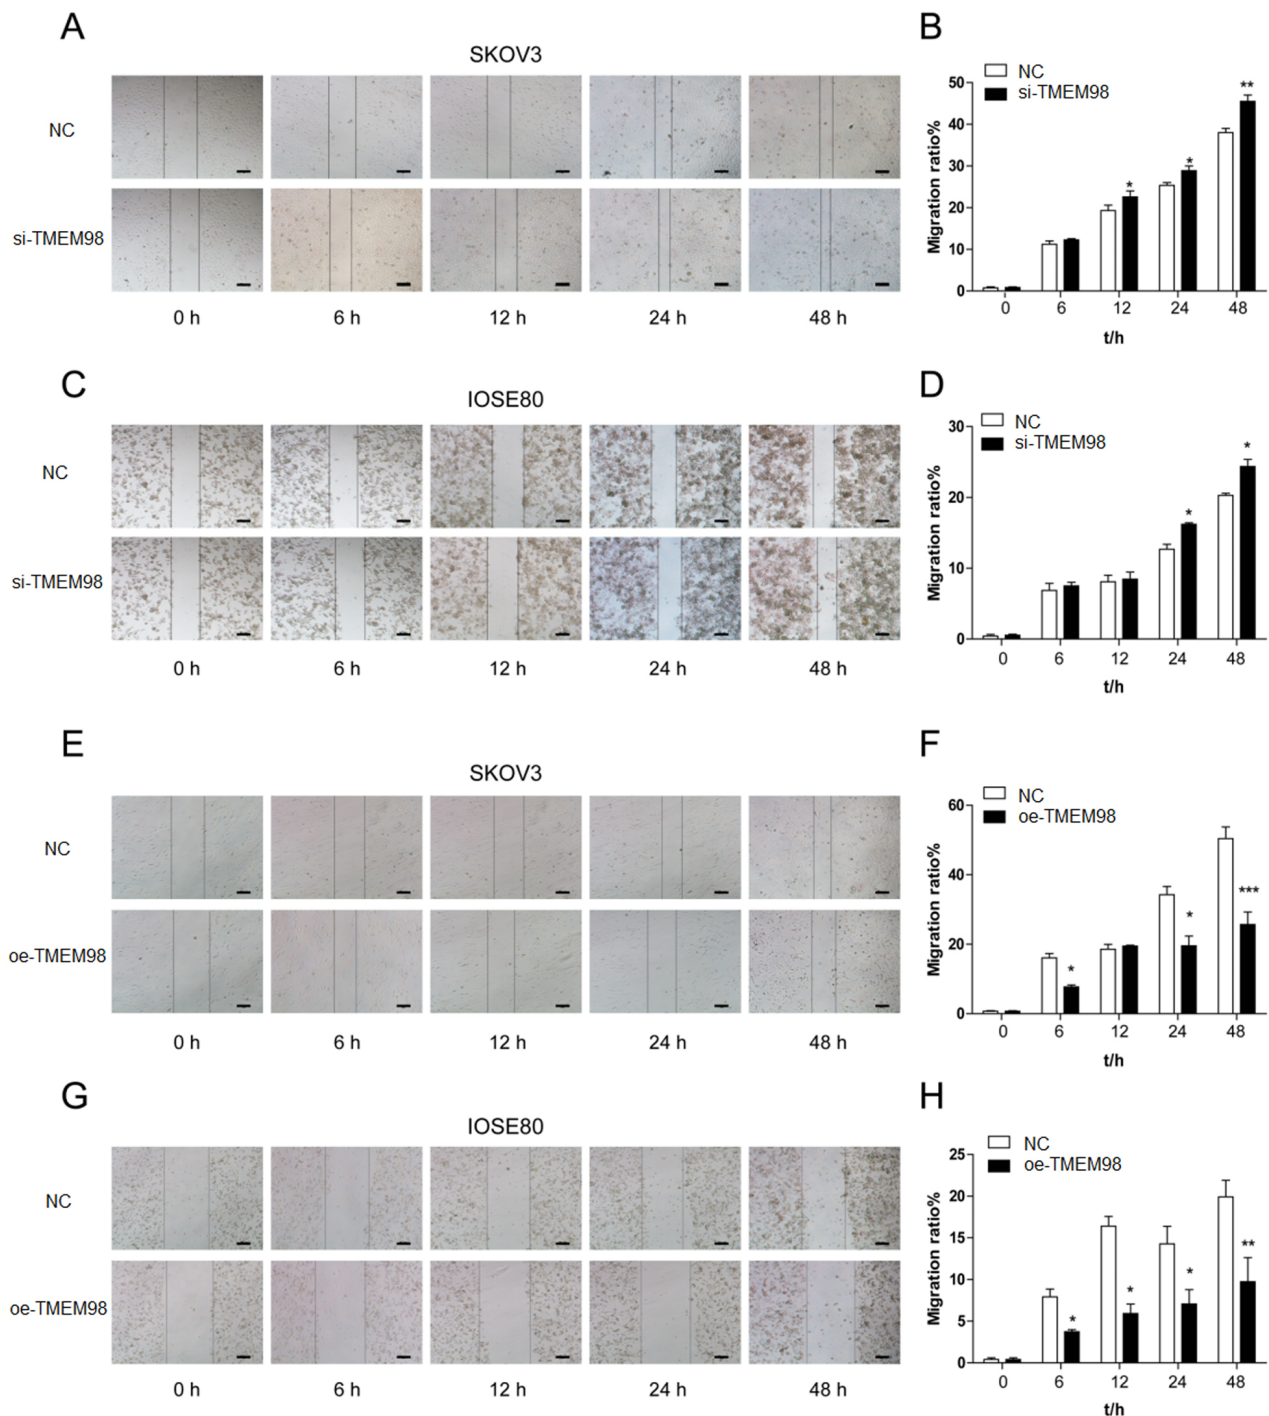 A
SKOV3
NC
si-TMEM98
0 h 6 h 12 h 24 h 48 h
B
NC
si-TMEM98
Migration ratio%
50
40
30
20
10
0
* * **
0 6 12 24 48
t/h
C
IOSE80
NC
si-TMEM98
0 h 6 h 12 h 24 h 48 h
D
NC
si-TMEM98
Migration ratio%
30
20
10
0
* *
0 6 12 24 48
t/h
E
SKOV3
NC
oe-TMEM98
0 h 6 h 12 h 24 h 48 h
F
NC
oe-TMEM98
Migration ratio%
60
40
20
0
* * ***
0 6 12 24 48
t/h
G
IOSE80
NC
oe-TMEM98
0 h 6 h 12 h 24 h 48 h
H
NC
oe-TMEM98
Migration ratio%
25
20
15
10
5
0
* * * **
0 6 12 24 48
t/h